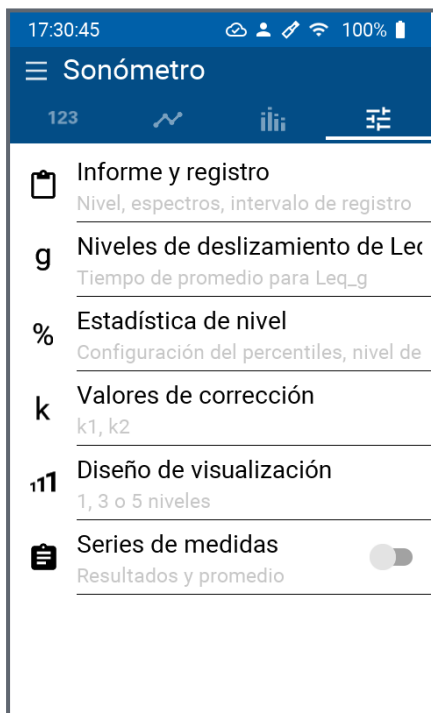 17:30:45 100%
Sonómetro
123
Informe y registro
Nivel, espectros, intervalo de registro
g Niveles de deslizamiento de Leq
Tiempo de promedio para Leq_g
% Estadística de nivel
Configuración del percentiles, nivel de
k Valores de corrección
k1, k2
111 Diseño de visualización
1, 3 o 5 niveles
Series de medidas
Resultados y promedio